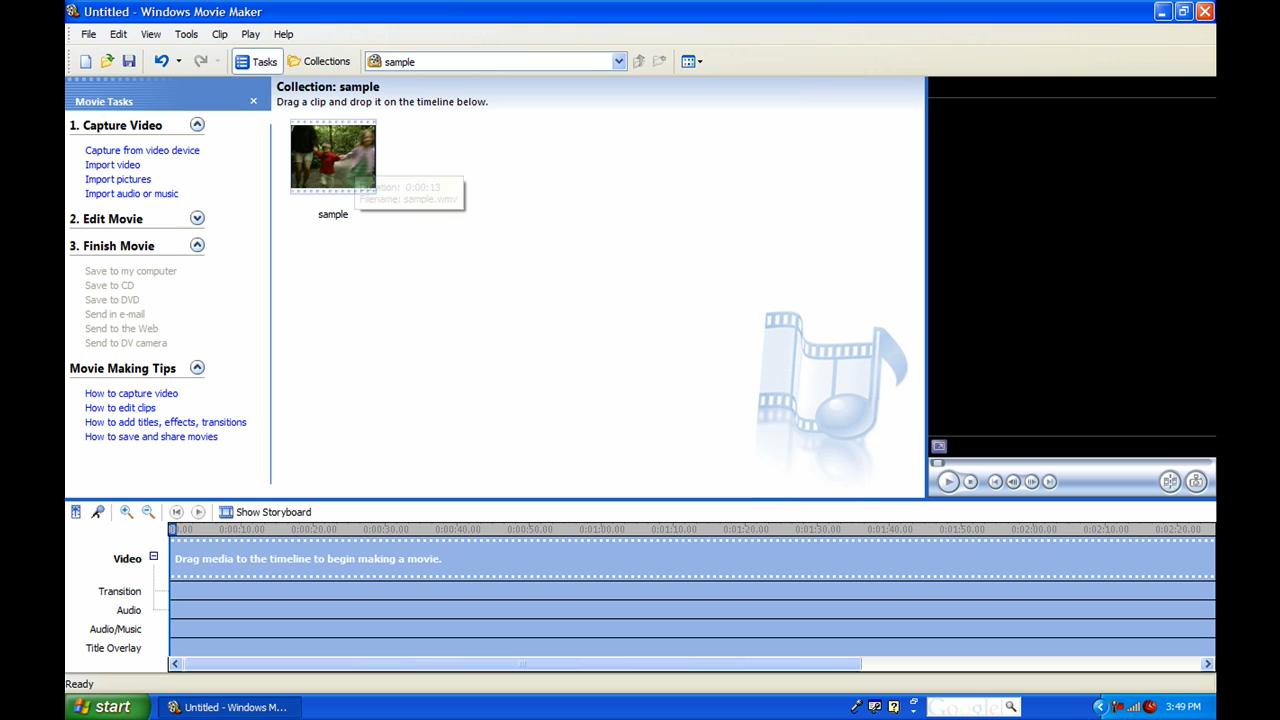 Untitled - Windows Movie Maker
File Edit View Tools Clip Play Help
Tasks Collections sample
Movie Tasks
1. Capture Video
Capture from video device
Import video
Import pictures
Import audio or music
2. Edit Movie
3. Finish Movie
Save to my computer
Save to CD
Save to DVD
Send in e-mail
Send to the Web
Send to DV camera
Movie Making Tips
How to capture video
How to edit clips
How to add titles, effects, transitions
How to save and share movies
Collection: sample
Drag a clip and drop it on the timeline below.
0:00:13
Filename: sample.wmv
sample
Show Storyboard
0:00:10.00 0:00:20.00 0:00:30.00 0:00:40.00 0:00:50.00 0:01:00.00 0:01:10.00 0:01:20.00 0:01:30.00 0:01:40.00 0:01:50.00 0:02:00.00 0:02:10.00 0:02:20.00
Video Drag media to the timeline to begin making a movie.
Transition
Audio
Audio/Music
Title Overlay
Ready
start Untitled - Windows M... Google 3:49 PM